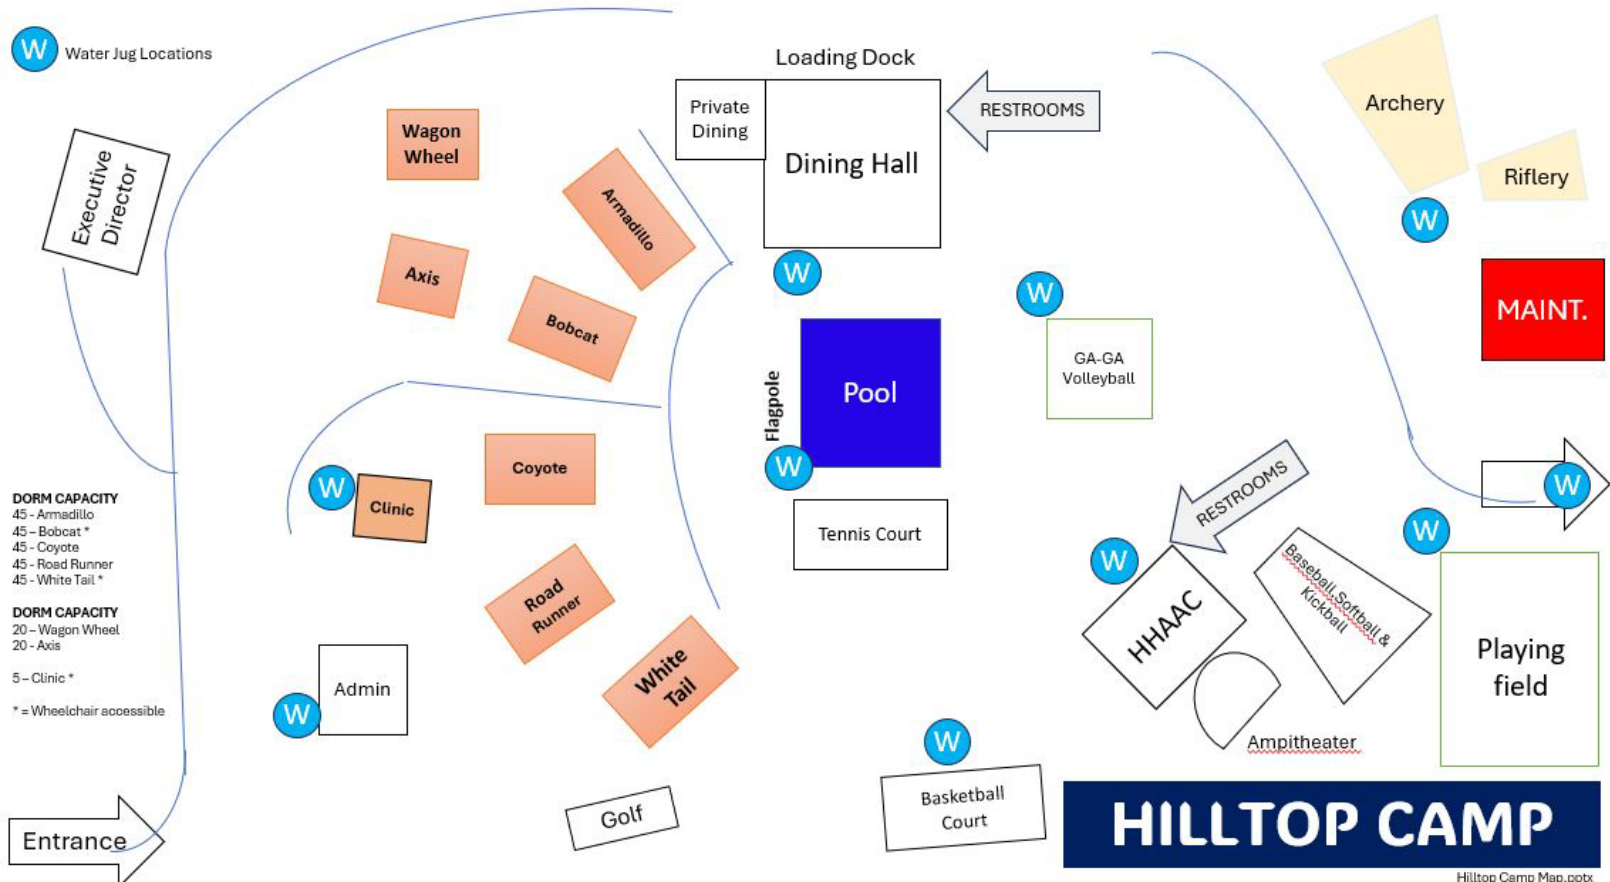 W Water Jug Locations
Executive
Director
Wagon
Wheel
Armadillo
Axis
Bobcat
Loading Dock
Private
Dining
Dining Hall
RESTROOMS
W
Archery
Riflery
W
MAINT.
W
GA-GA
Volleyball
Flagpole
Pool
W
Tennis Court
Coyote
W
Clinic
Road
Runner
White
Tail
DORM CAPACITY
45 - Armadillo
45 – Bobcat *
45 - Coyote
45 - Road Runner
45 - White Tail *
DORM CAPACITY
20 – Wagon Wheel
20 - Axis
5 – Clinic *
* = Wheelchair accessible
Admin
W
Entrance
Golf
W
Basketball
Court
RESTROOMS
W
HHAAC
Baseball,Softball &
Kickball
Ampitheater
W
W
Playing
field
HILLTOP CAMP
Hilltop Camp Map.pptx